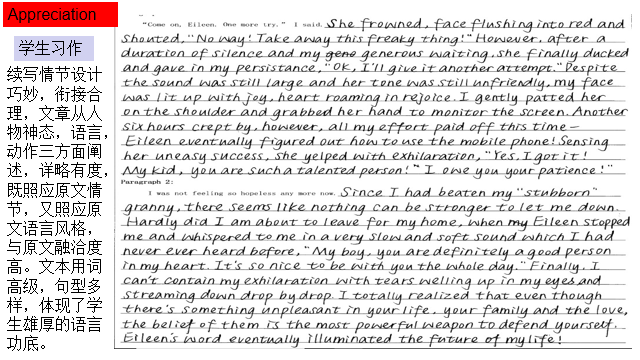 Appreciation
学生习作
续写情节设计
巧妙，衔接合
理，文章从人
物神态，语言，
动作三方面阐
述，详略有度，
既照应原文情
节，又照应原
文语言风格，
与原文融洽度
高。文本用词
高级，句型多
样，体现了学
生雄厚的语言
功底。
"Come on, Eileen. One more try." I said. She frowned, face flushing into red and
shouted, "No way! Take away this freaky thing!" However, after a
duration of silence and my gene generous waiting, she finally ducked
and gave in my persistance, "OK, I'll give it another attempt." Despite
the sound was still large and her tone was still unfriendly, my face
was lit up with joy, heart roaming in rejoice. I gently patted her
on the shoulder and grabbed her hand to monitor the screen. Another
six hours crept by, however, all my effort paid off this time—
Eileen eventually figured out how to use the mobile phone! Sensing
her uneasy success, she yelped with exhilaration, "Yes, I got it!
My kid, you are such a talented person!" "I owe you your patience!"
Paragraph 2:
I was not feeling so hopeless any more now. Since I had beaten my "stubborn"
granny, there seems like nothing can be stronger to let me down.
Hardly did I am about to leave for my home, when my Eileen stopped
me and whispered to me in a very slow and soft sound which I had
never ever heard before, "My boy, you are definitely a good person
in my heart. It's so nice to be with you the whole day." Finally, I
can't contain my exhilaration with tears welling up in my eyes and
streaming down drop by drop. I totally realized that even though
there's something unpleasant in your life, your family and the love,
the belief of them is the most powerful weapon to defend yourself.
Eileen's word eventually illuminated the future of my life!